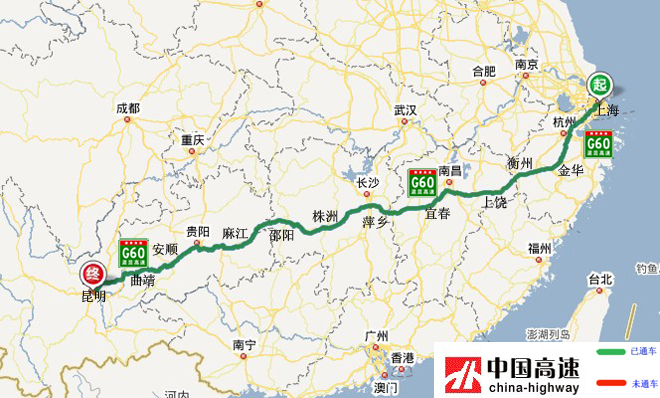 南京
合肥
起
上海
成都
武汉
杭州
G60
沪昆高速
重庆
衡州
金华
南昌
G60
沪昆高速
长沙
上饶
宜春
株洲
萍乡
贵阳
麻江
邵阳
安顺
G60
沪昆高速
福州
终
曲靖
昆明
台北
钓鱼
澎湖列岛
广州
南宁
香港
澳门
河内
中国高速
china-highway
已通车
未通车